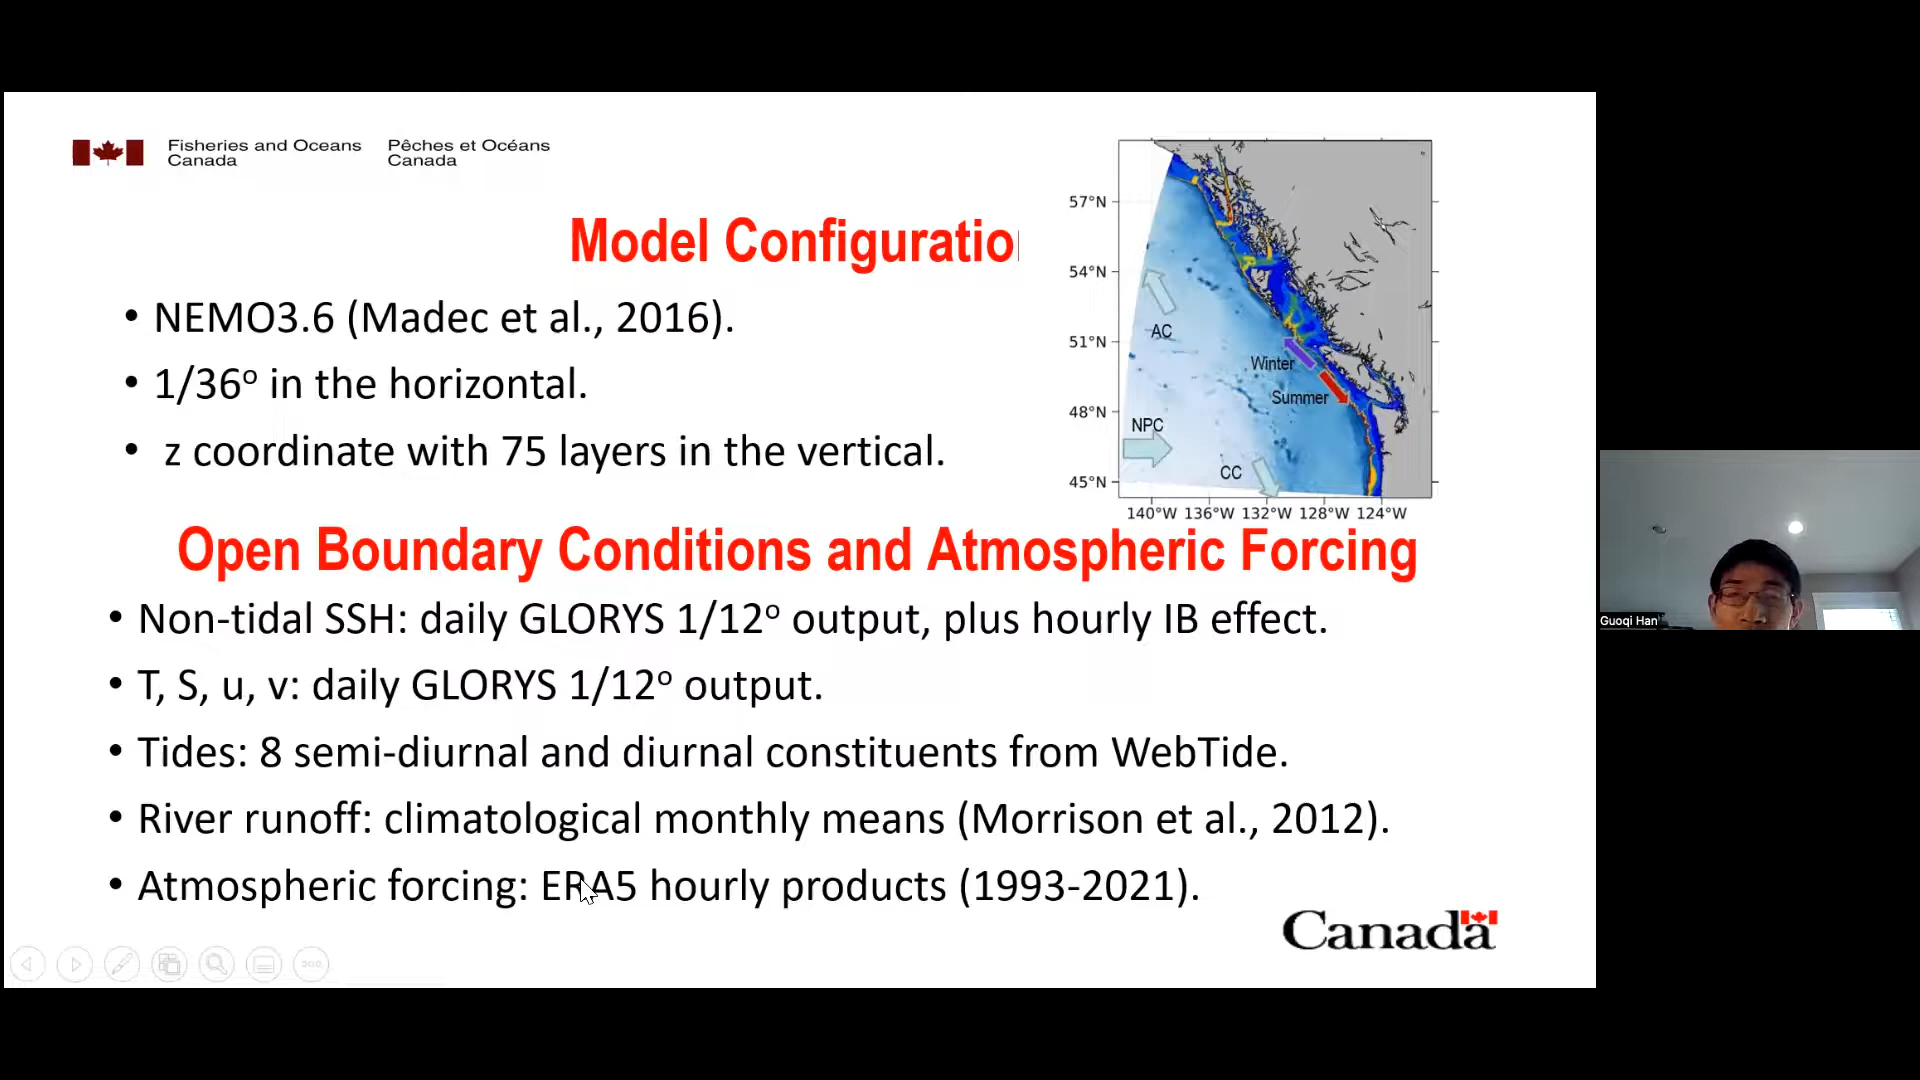 Fisheries and Oceans Pêches et Océans
Canada Canada
Model Configuratio
• NEMO3.6 (Madec et al., 2016).
• 1/36º in the horizontal.
• z coordinate with 75 layers in the vertical.
57°N
54°N
AC
51°N
Winter
Summer
48°N
NPC
CC
45°N
140°W 136°W 132°W 128°W 124°W
Open Boundary Conditions and Atmospheric Forcing
• Non-tidal SSH: daily GLORYS 1/12º output, plus hourly IB effect.
• T, S, u, v: daily GLORYS 1/12º output.
• Tides: 8 semi-diurnal and diurnal constituents from WebTide.
• River runoff: climatological monthly means (Morrison et al., 2012).
• Atmospheric forcing: ERA5 hourly products (1993-2021).
Canada
Guoqi Han